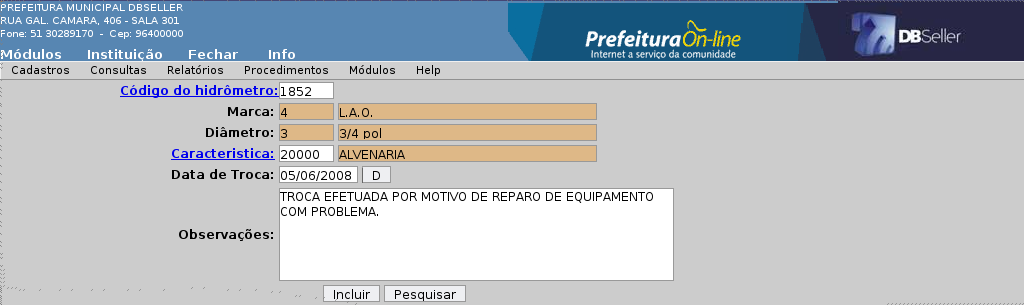 PREFEITURA MUNICIPAL DBSELLER
RUA GAL. CAMARA, 406 - SALA 301
Fone: 51 30289170 - Cep: 96400000
Módulos Instituição Fechar Info
PrefeituraOn-line
Internet a serviço da comunidade
DBSeller
Cadastros Consultas Relatórios Procedimentos Módulos Help
Código do hidrômetro: 1852
Marca: 4 L.A.O.
Diâmetro: 3 3/4 pol
Caracteristica: 20000 ALVENARIA
Data de Troca: 05/06/2008 D
Observações: TROCA EFETUADA POR MOTIVO DE REPARO DE EQUIPAMENTO
COM PROBLEMA.
Incluir Pesquisar